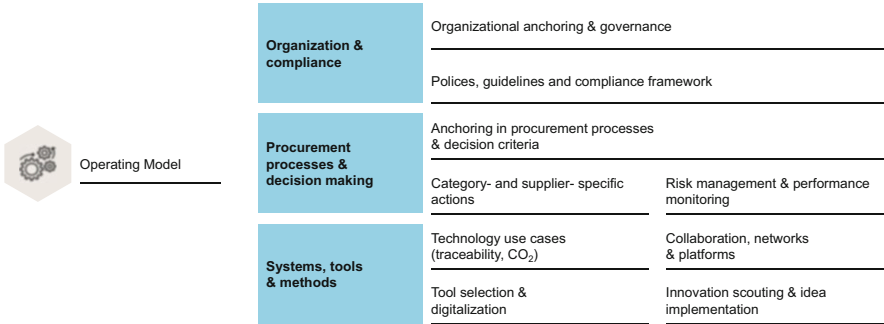 Operating Model
Organization &
compliance
Organizational anchoring & governance
Polices, guidelines and compliance framework
Procurement
processes &
decision making
Anchoring in procurement processes
& decision criteria
Category- and supplier- specific
actions
Risk management & performance
monitoring
Systems, tools
& methods
Technology use cases
(traceability, CO₂)
Collaboration, networks
& platforms
Tool selection &
digitalization
Innovation scouting & idea
implementation